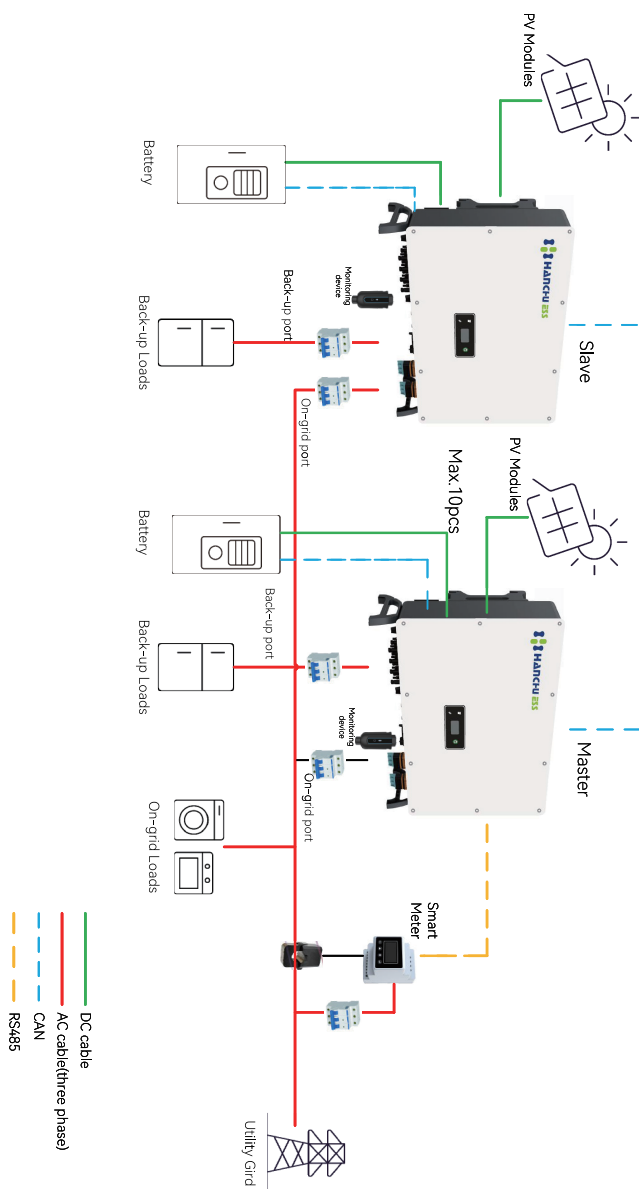 PV Modules
Battery
Back-up Loads
Back-up port
Monitoring
device
On-grid port
HANCHU ESS
Slave
Max.10pcs
PV Modules
Battery
Back-up Loads
Back-up port
Monitoring
device
On-grid port
HANCHU ESS
Master
On-grid Loads
Smart
Meter
Utility Gird
DC cable
AC cable(three phase)
CAN
RS485